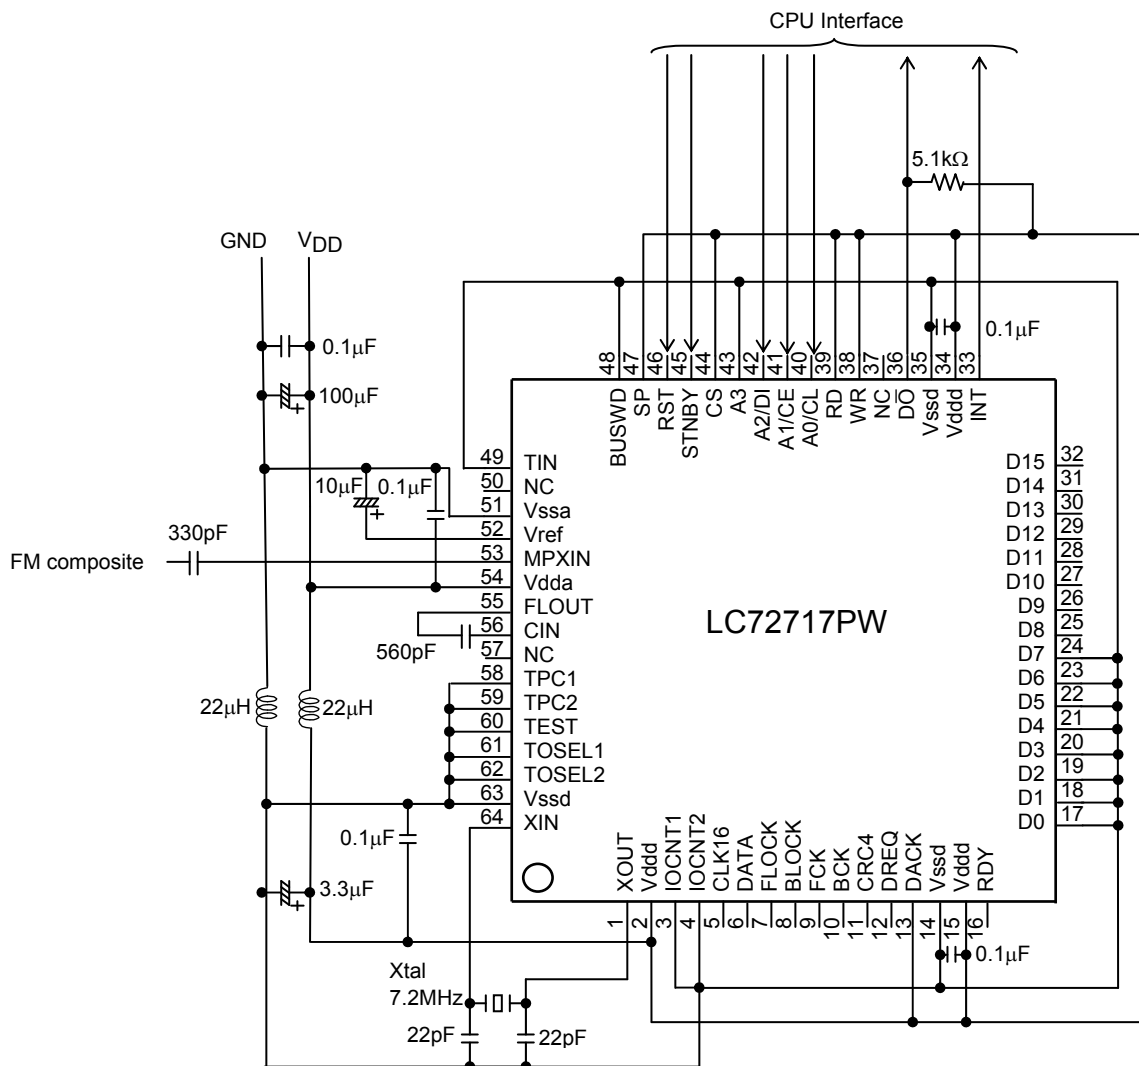 CPU Interface
5.1kΩ
GND
VDD
0.1μF
0.1μF
100μF
48
47
46
45
44
43
42
41
40
39
38
37
36
35
34
33
BUSWD
SP
RST
STNBY
CS
A3
A2/DI
A1/CE
A0/CL
RD
WR
NC
DO
Vssd
Vddd
INT
49 TIN
50 NC
51 Vssa
52 Vref
53 MPXIN
54 Vdda
55 FLOUT
56 CIN
57 NC
58 TPC1
59 TPC2
60 TEST
61 TOSEL1
62 TOSEL2
63 Vssd
64 XIN
10μF
0.1μF
330pF
FM composite
560pF
22μH
22μH
LC72717PW
D15 32
D14 31
D13 30
D12 29
D11 28
D10 27
D9 26
D8 25
D7 24
D6 23
D5 22
D4 21
D3 20
D2 19
D1 18
D0 17
0.1μF
3.3μF
XOUT
Vddd
IOCNT1
IOCNT2
CLK16
DATA
FLOCK
BLOCK
FCK
BCK
CRC4
DREQ
DACK
Vssd
Vddd
RDY
1
2
3
4
5
6
7
8
9
10
11
12
13
14
15
16
0.1μF
Xtal
7.2MHz
22pF
22pF